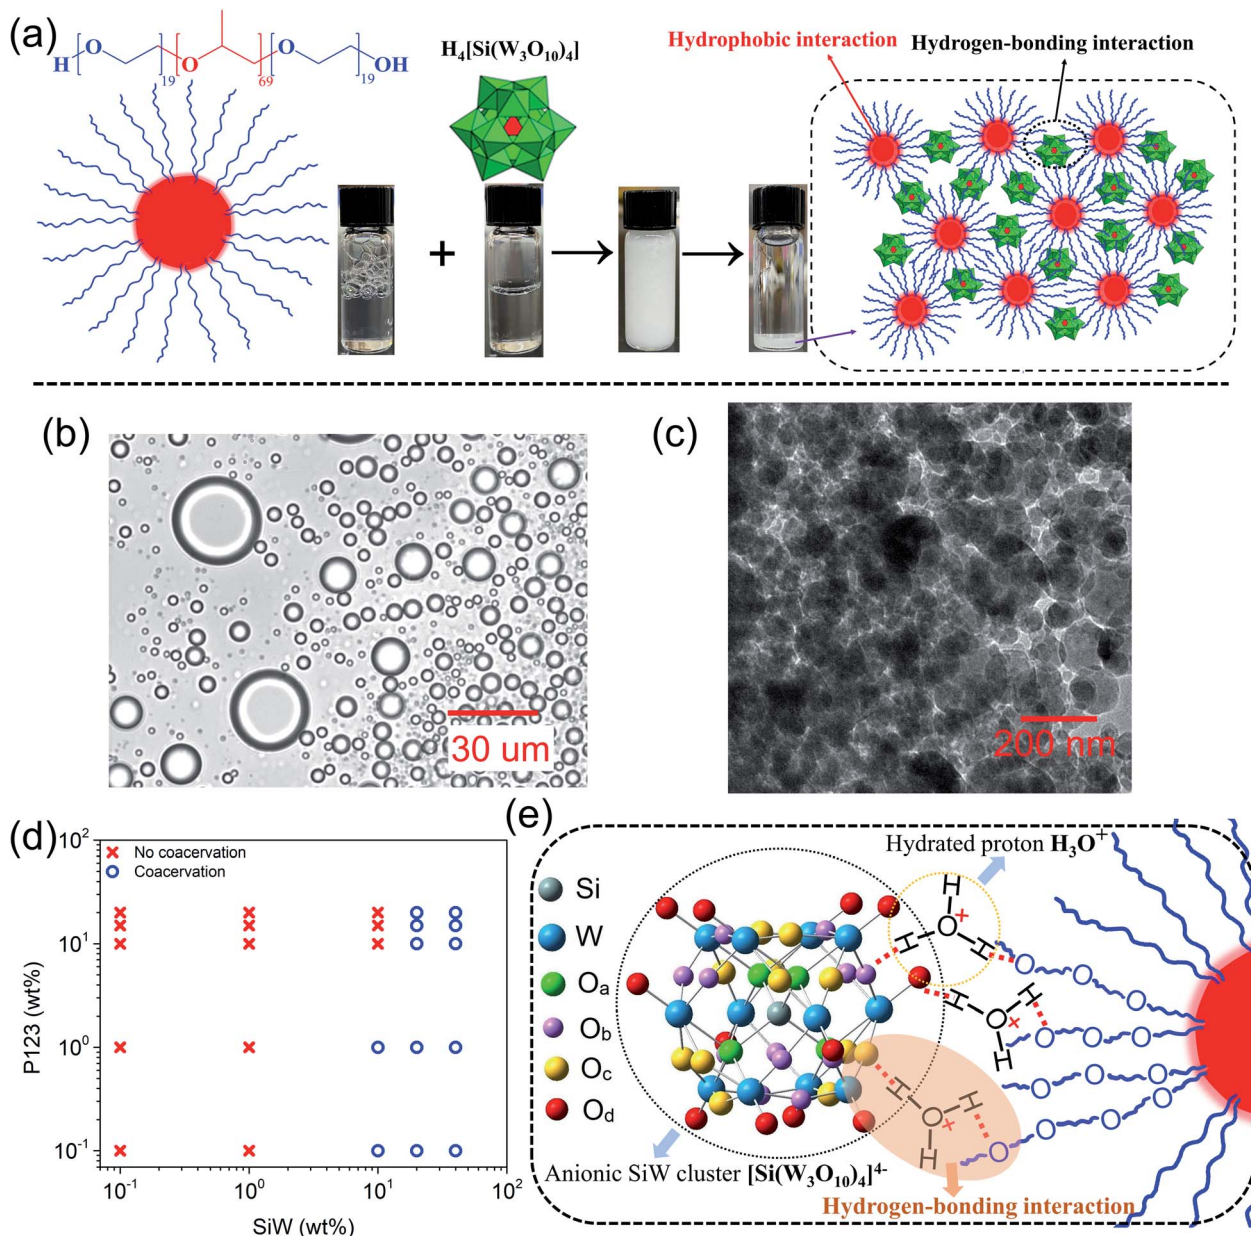 (a)
H
O
19
O
69
O
19
OH
H₄[Si(W₃O₁₀)₄]
Hydrophobic interaction
Hydrogen-bonding interaction
+
(b)
30 um
(c)
200 nm
(d)
No coacervation
Coacervation
10²
10¹
10⁰
10⁻¹
P123 (wt%)
10⁻¹ 10⁰ 10¹ 10²
SiW (wt%)
(e)
Hydrated proton H₃O⁺
Si
W
Oa
Ob
Oc
Od
H
H O + H
O O O O
H O + H
H
O O O O
O O O
H O + H
H
O O O O
Anionic SiW cluster [Si(W₃O₁₀)₄]⁴⁻
Hydrogen-bonding interaction